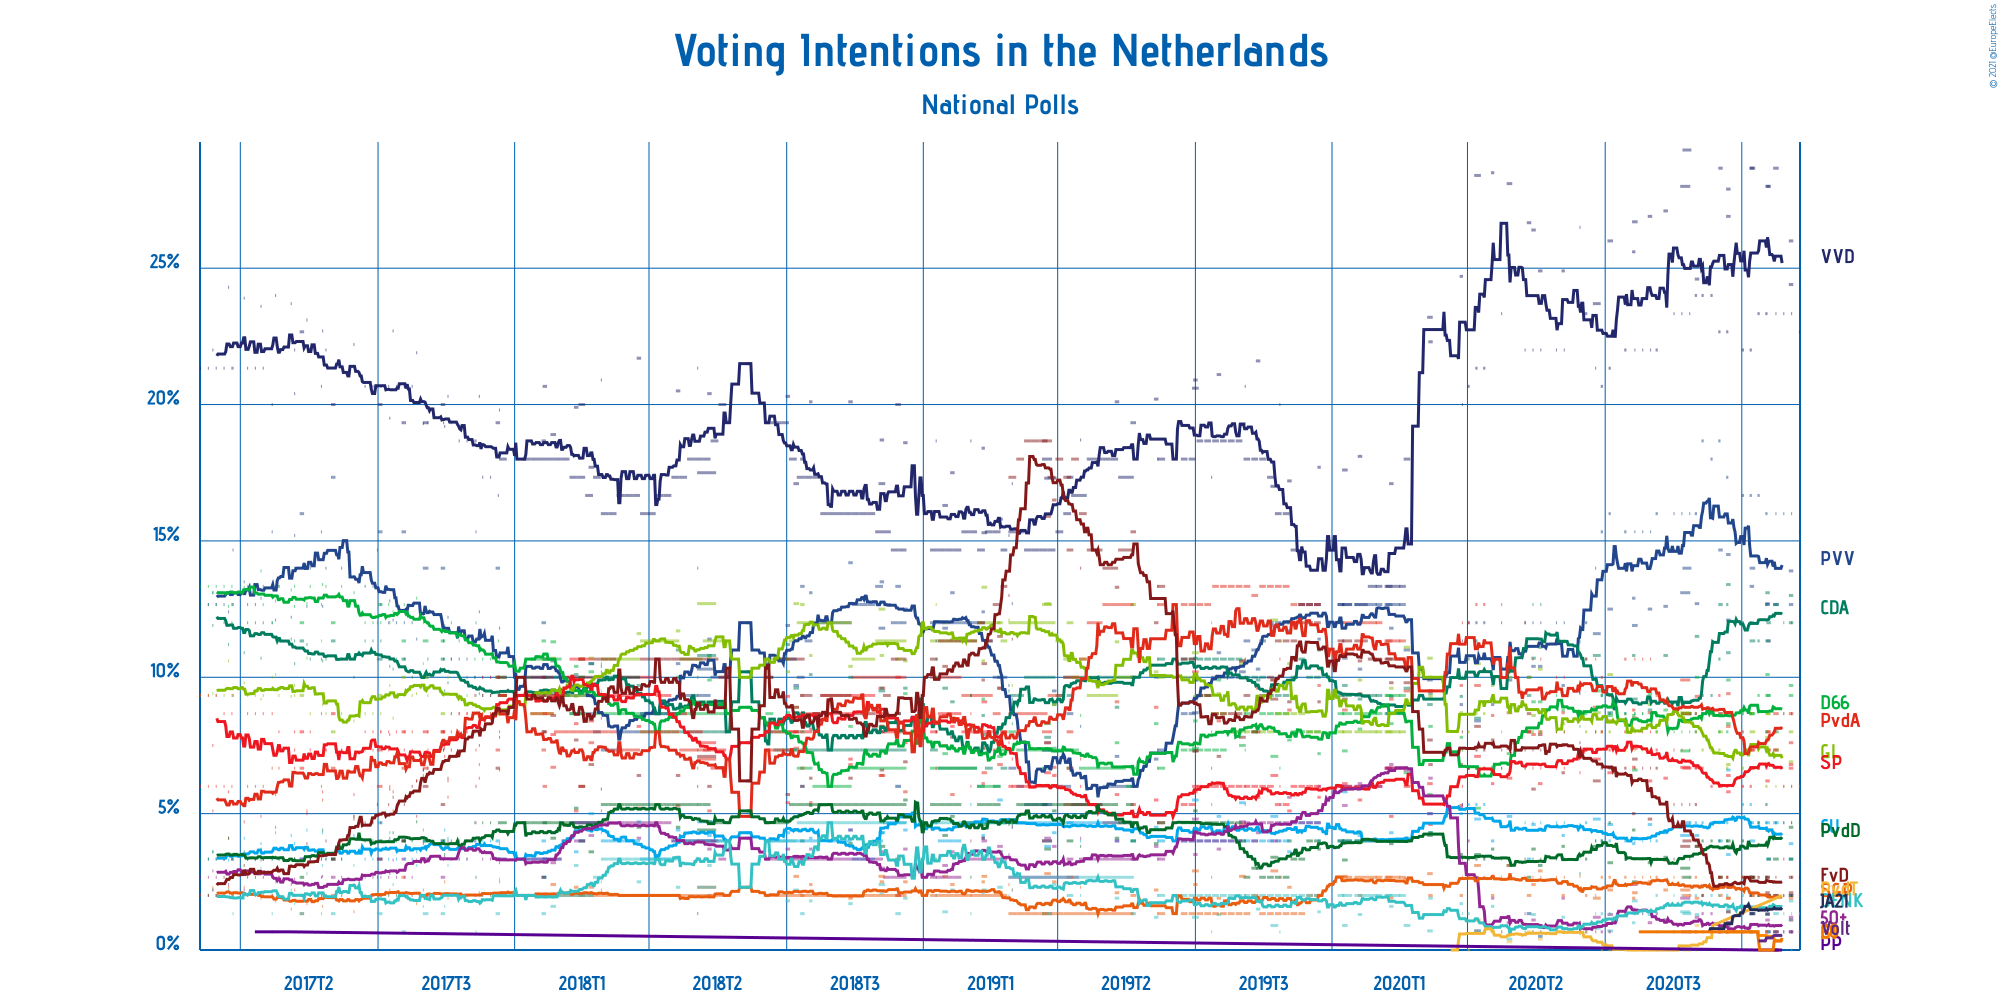 © 2021 @EuropeElects
Voting Intentions in the Netherlands
National Polls
25%
20%
15%
10%
5%
0%
VVD
PVV
CDA
D66
PvdA
GL
SP
CU
PvdD
FvD
JA21
50+
Volt
PP
2017T2
2017T3
2018T1
2018T2
2018T3
2019T1
2019T2
2019T3
2020T1
2020T2
2020T3